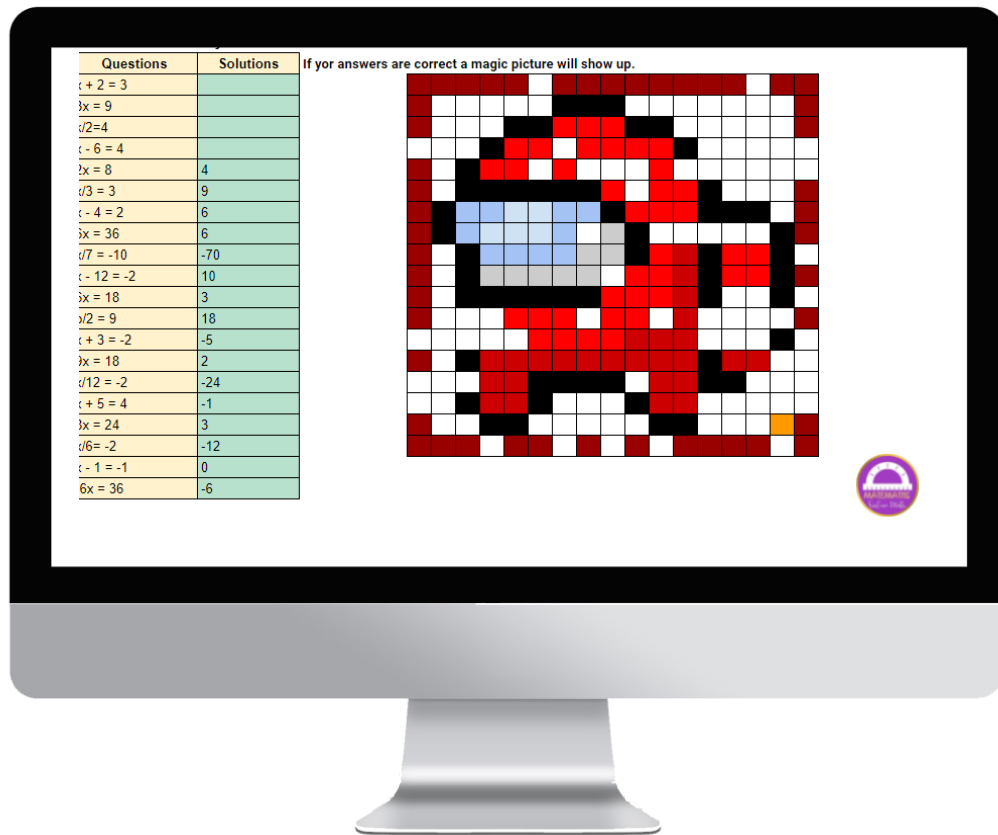 Questions Solutions If yor answers are correct a magic picture will show up.
+ 2 = 3
3x = 9
/2=4
- 6 = 4
2x = 8 4
x/3 = 3 9
- 4 = 2 6
6x = 36 6
/7 = -10 -70
- 12 = -2 10
6x = 18 3
/2 = 9 18
+ 3 = -2 -5
9x = 18 2
/12 = -2 -24
+ 5 = 4 -1
8x = 24 3
/6= -2 -12
- 1 = -1 0
6x = 36 -6
MATEMATTE